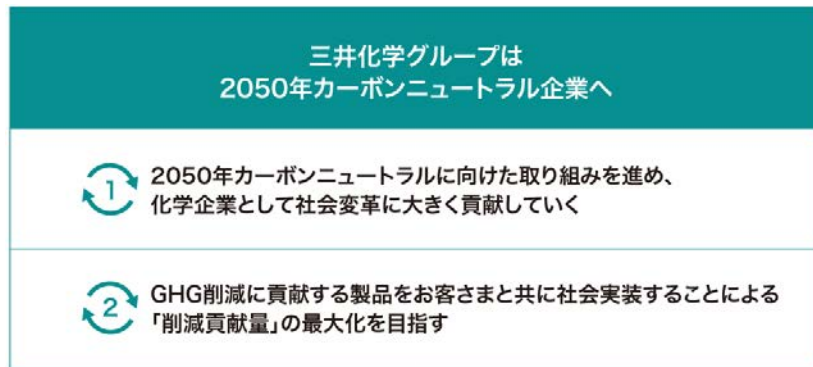 三井化学グループは
2050年カーボンニュートラル企業へ
1
2050年カーボンニュートラルに向けた取り組みを進め、
化学企業として社会変革に大きく貢献していく
2
GHG削減に貢献する製品をお客さまと共に社会実装することによる
「削減貢献量」の最大化を目指す